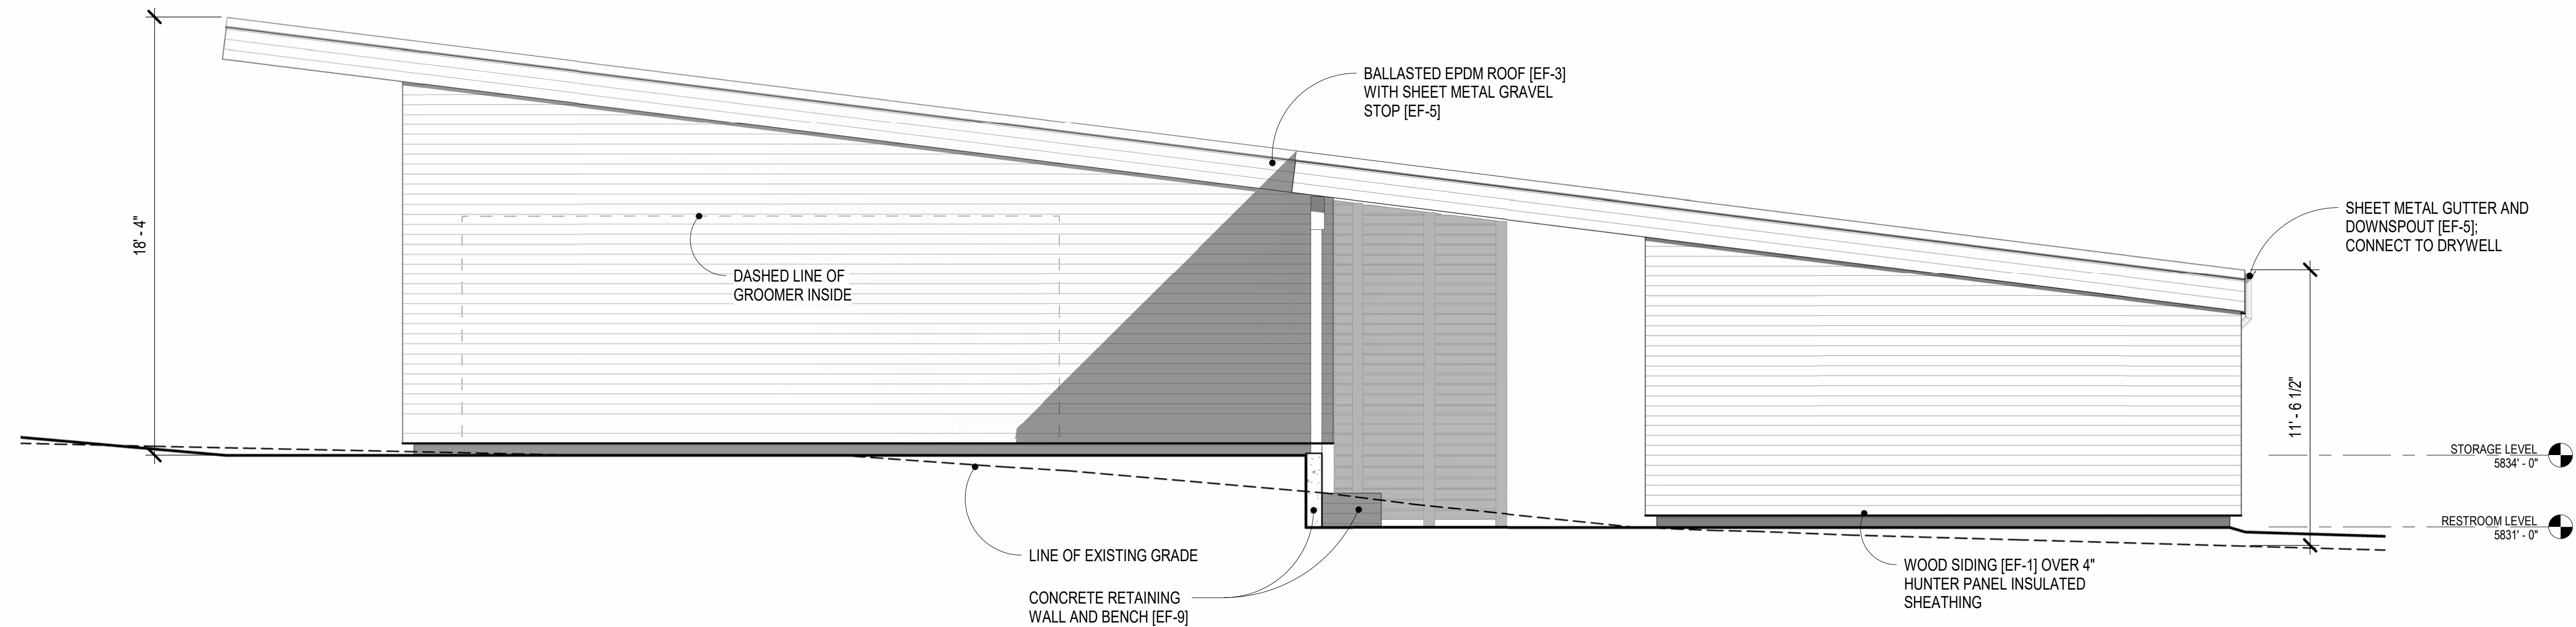 BALLASTED EPDM ROOF [EF-3]
WITH SHEET METAL GRAVEL
STOP [EF-5]
SHEET METAL GUTTER AND
DOWNSPOUT [EF-5];
CONNECT TO DRYWELL
18' - 4"
DASHED LINE OF
GROOMER INSIDE
11' - 6 1/2"
STORAGE LEVEL
5834' - 0"
RESTROOM LEVEL
5831' - 0"
LINE OF EXISTING GRADE
WOOD SIDING [EF-1] OVER 4"
HUNTER PANEL INSULATED
SHEATHING
CONCRETE RETAINING
WALL AND BENCH [EF-9]